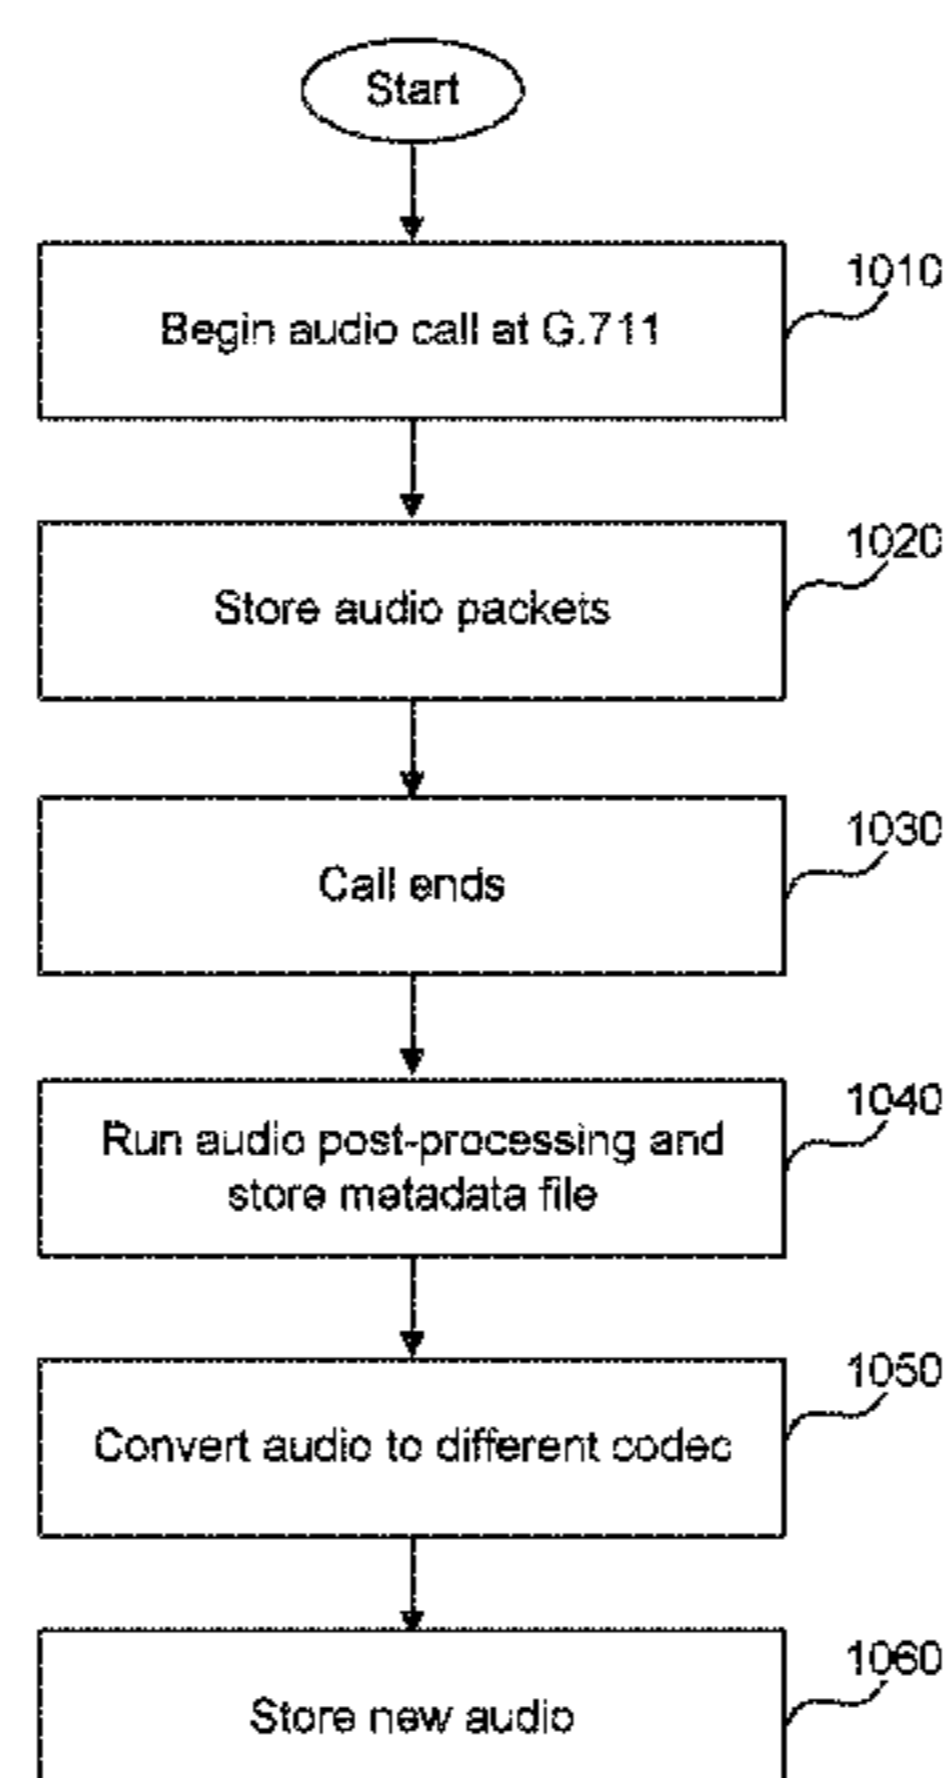 Start
1010
Begin audio call at G.711
1020
Store audio packets
1030
Call ends
1040
Run audio post-processing and
store metadata file
1050
Convert audio to different codec
1060
Store new audio